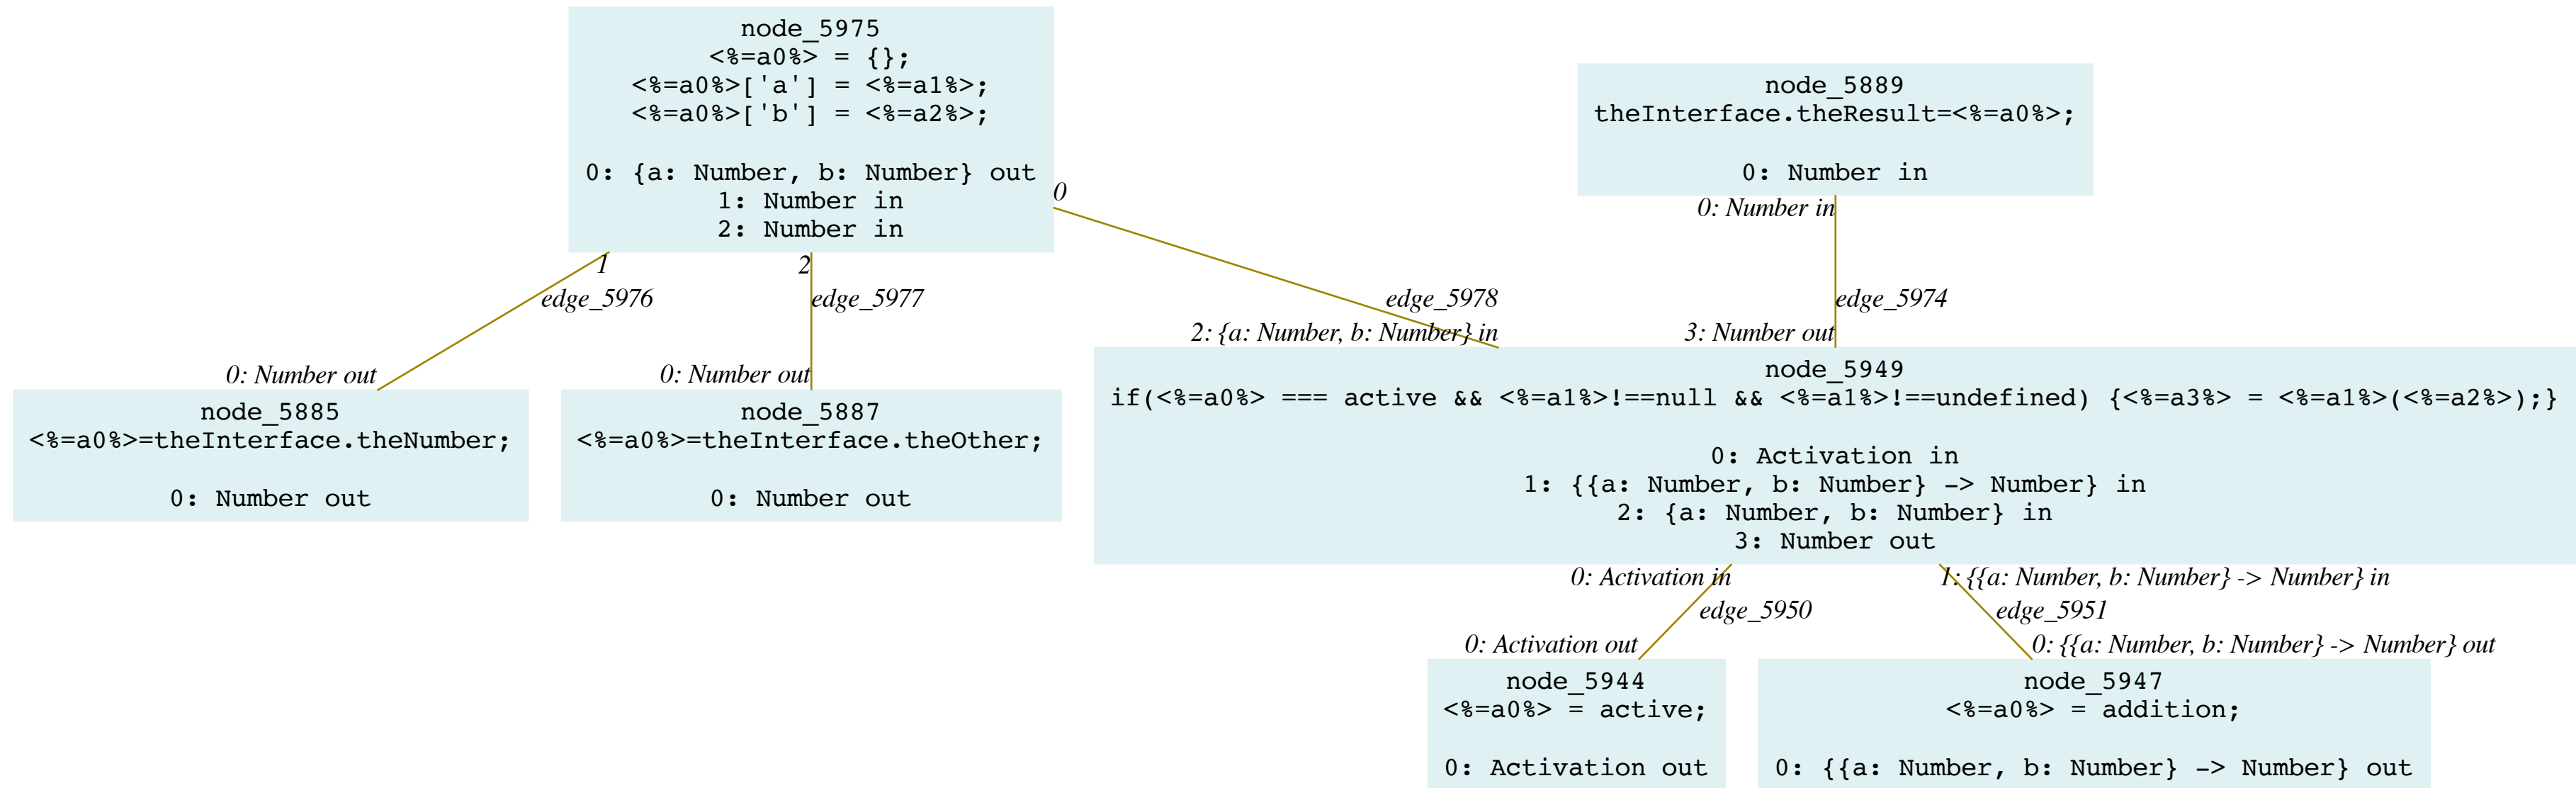 node_5975
<%=a0%> = {};
<%=a0%>['a'] = <%=a1%>;
<%=a0%>['b'] = <%=a2%>;
0: {a: Number, b: Number} out
1: Number in
2: Number in
node_5889
theInterface.theResult=<%=a0%>;
0: Number in
0
0: Number in
1
2
edge_5976
edge_5977
edge_5978
edge_5974
2: {a: Number, b: Number} in
3: Number out
0: Number out
0: Number out
node_5885
<%=a0%>=theInterface.theNumber;
0: Number out
node_5887
<%=a0%>=theInterface.theOther;
0: Number out
node_5949
if(<%=a0%> === active && <%=a1%>!==null && <%=a1%>!==undefined) {<%=a3%> = <%=a1%>(<%=a2%>);}
0: Activation in
1: {{a: Number, b: Number} -> Number} in
2: {a: Number, b: Number} in
3: Number out
0: Activation in
1: {{a: Number, b: Number} -> Number} in
edge_5950
edge_5951
0: Activation out
0: {{a: Number, b: Number} -> Number} out
node_5944
<%=a0%> = active;
0: Activation out
node_5947
<%=a0%> = addition;
0: {{a: Number, b: Number} -> Number} out